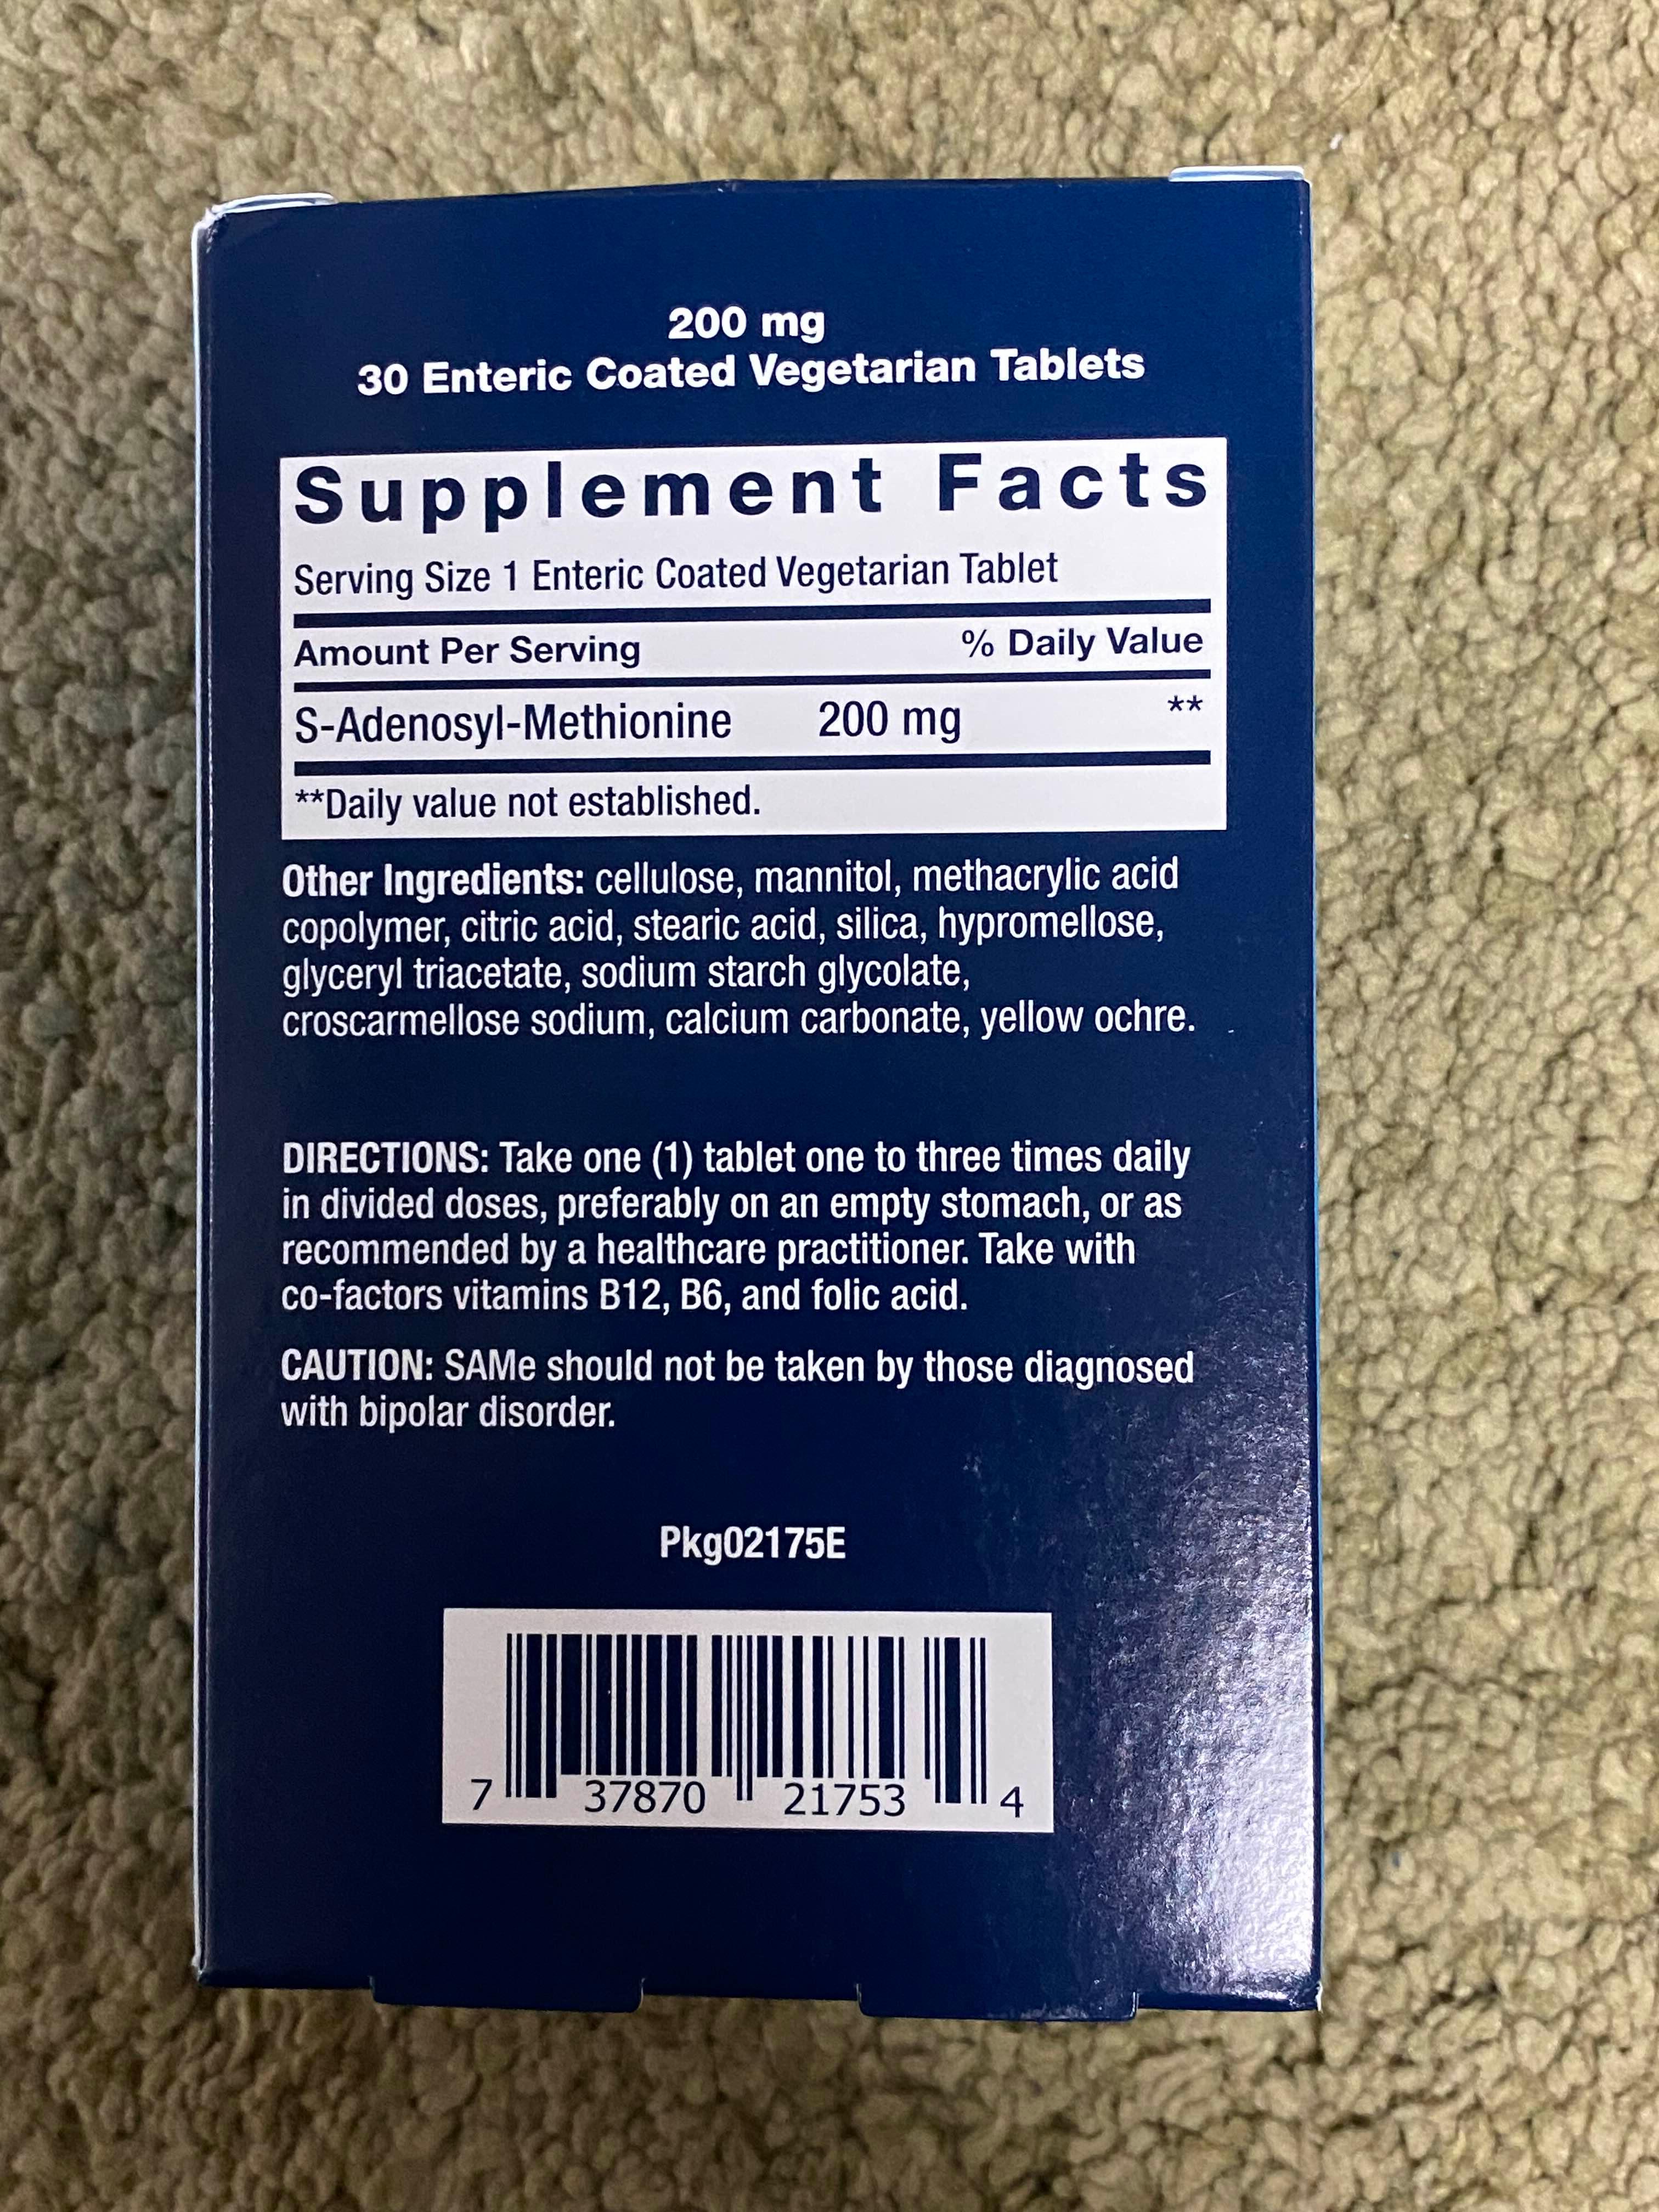 200 mg
30 Enteric Coated Vegetarian Tablets
Supplement Facts
Serving Size 1 Enteric Coated Vegetarian Tablet
Amount Per Serving % Daily Value
S-Adenosyl-Methionine 200 mg **
**Daily value not established.
Other Ingredients: cellulose, mannitol, methacrylic acid
copolymer, citric acid, stearic acid, silica, hypromellose,
glyceryl triacetate, sodium starch glycolate,
croscarmellose sodium, calcium carbonate, yellow ochre.
DIRECTIONS: Take one (1) tablet one to three times daily
in divided doses, preferably on an empty stomach, or as
recommended by a healthcare practitioner. Take with
co-factors vitamins B12, B6, and folic acid.
CAUTION: SAMe should not be taken by those diagnosed
with bipolar disorder.
Pkg02175E
7 37870 21753 4